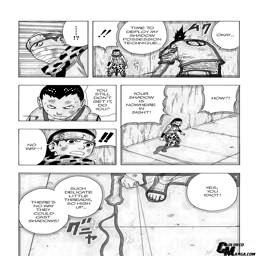 OKAY...
TIME TO
DEPLOY MY
SHADOW
POSSESSION
TECHNIQUE...
!?
HOW?!
YOUR
SHADOW
IS
NOWHERE
IN
SIGHT!
YOU
STILL
DON'T
GET IT,
DO
YOU?
NO
WAY...
YES,
YOU
IDIOT!
SUCH
DELICATE
LITTLE
THREADS,
SO HIGH
UP...
THERE'S
NO WAY
THEY
COULD
CAST
SHADOWS!